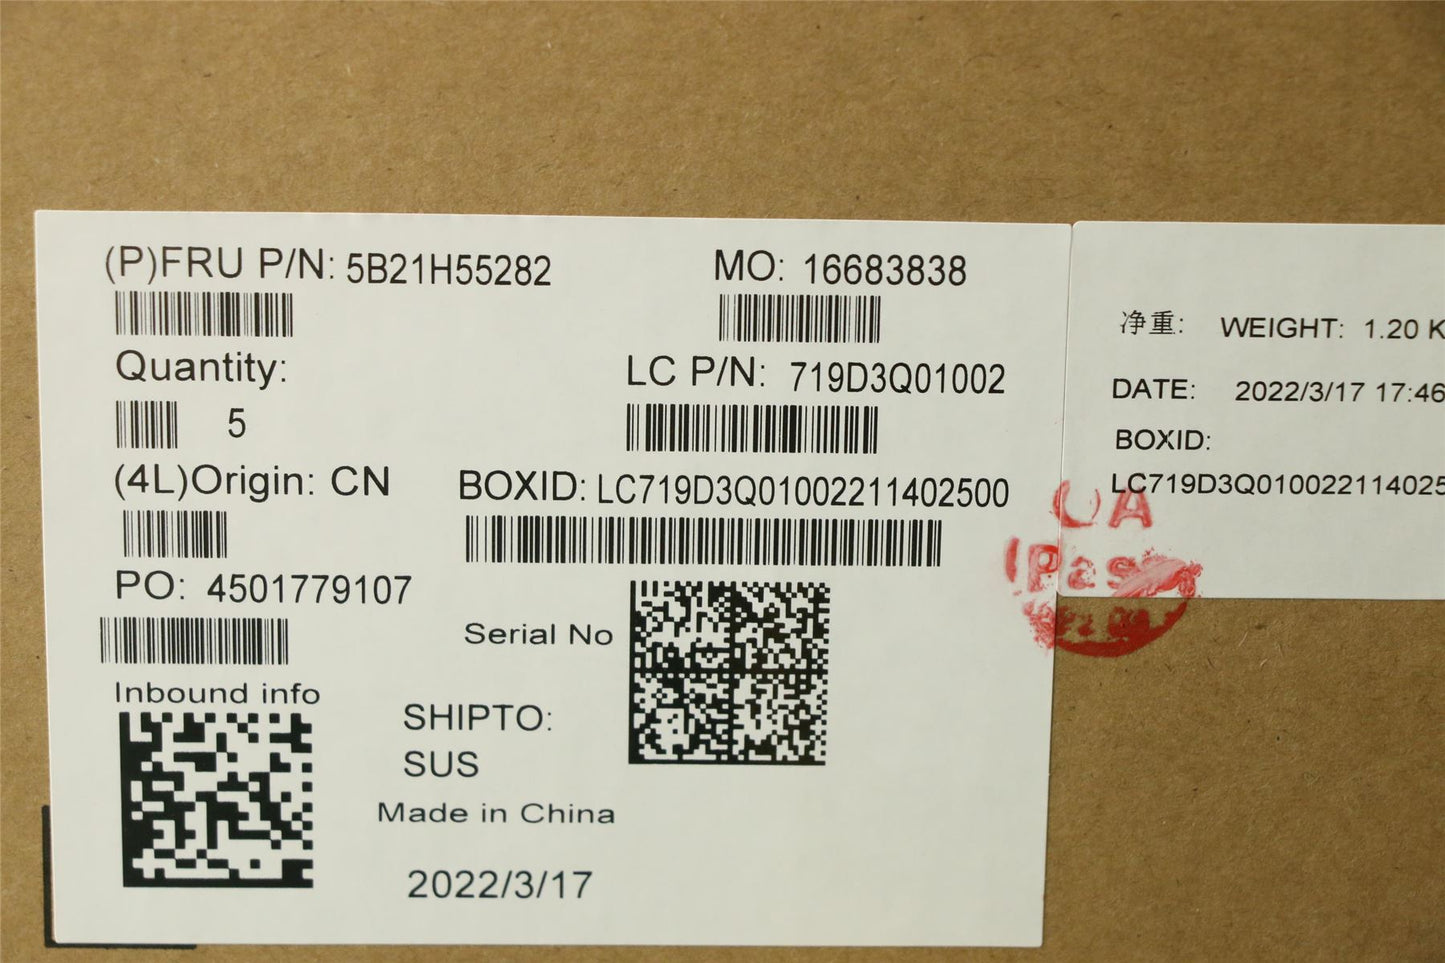 (P)FRU P/N: 5B21H55282
MO: 16683838
Quantity:
5
LC P/N: 719D3Q01002
(4L)Origin: CN
BOXID: LC719D3Q01002211402500
PO: 4501779107
Serial No
Inbound info
SHIPTO:
SUS
Made in China
2022/3/17
净重: WEIGHT: 1.20 K
DATE: 2022/3/17 17:46
BOXID:
LC719D3Q010022114025